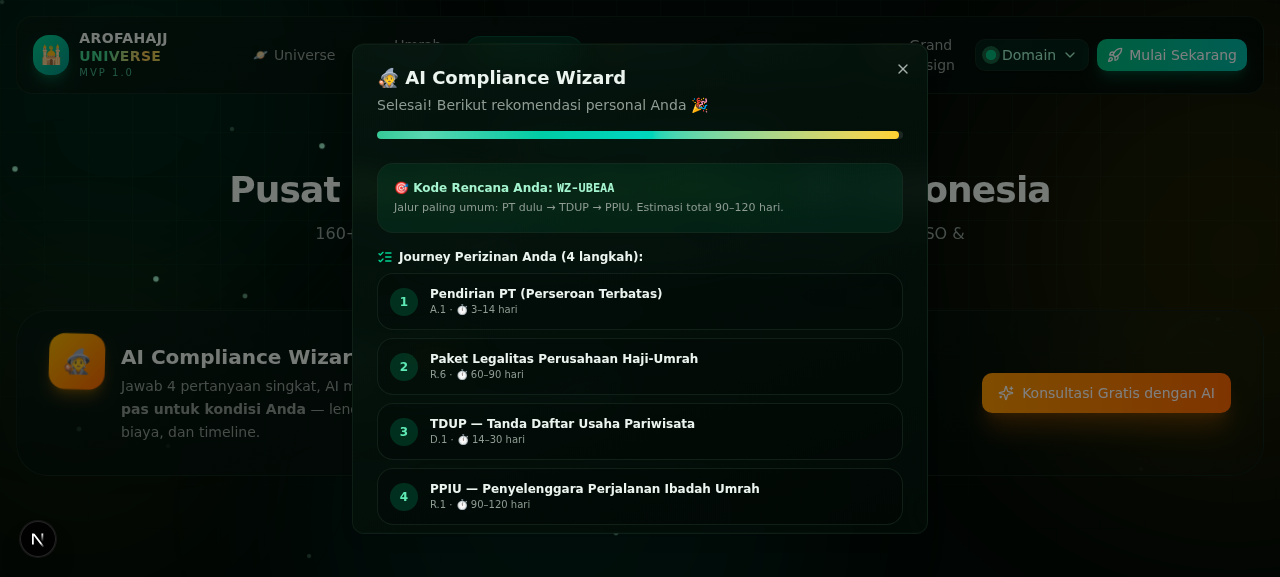 AROFAHAJJ
UNIVERSE
MVP 1.0
Universe
Domain
Mulai Sekarang
AI Compliance Wizard
Selesai! Berikut rekomendasi personal Anda 🎉
🎯 Kode Rencana Anda: WZ-UBEAA
Jalur paling umum: PT dulu → TDUP → PPIU. Estimasi total 90–120 hari.
Journey Perizinan Anda (4 langkah):
1
Pendirian PT (Perseroan Terbatas)
A.1 · ⏱ 3–14 hari
2
Paket Legalitas Perusahaan Haji-Umrah
R.6 · ⏱ 60–90 hari
3
TDUP — Tanda Daftar Usaha Pariwisata
D.1 · ⏱ 14–30 hari
4
PPIU — Penyelenggara Perjalanan Ibadah Umrah
R.1 · ⏱ 90–120 hari
Pusat
onesia
160–
SO &
AI Compliance Wizar
Jawab 4 pertanyaan singkat, AI
pas untuk kondisi Anda —
biaya, dan timeline.
Konsultasi Gratis dengan AI
N